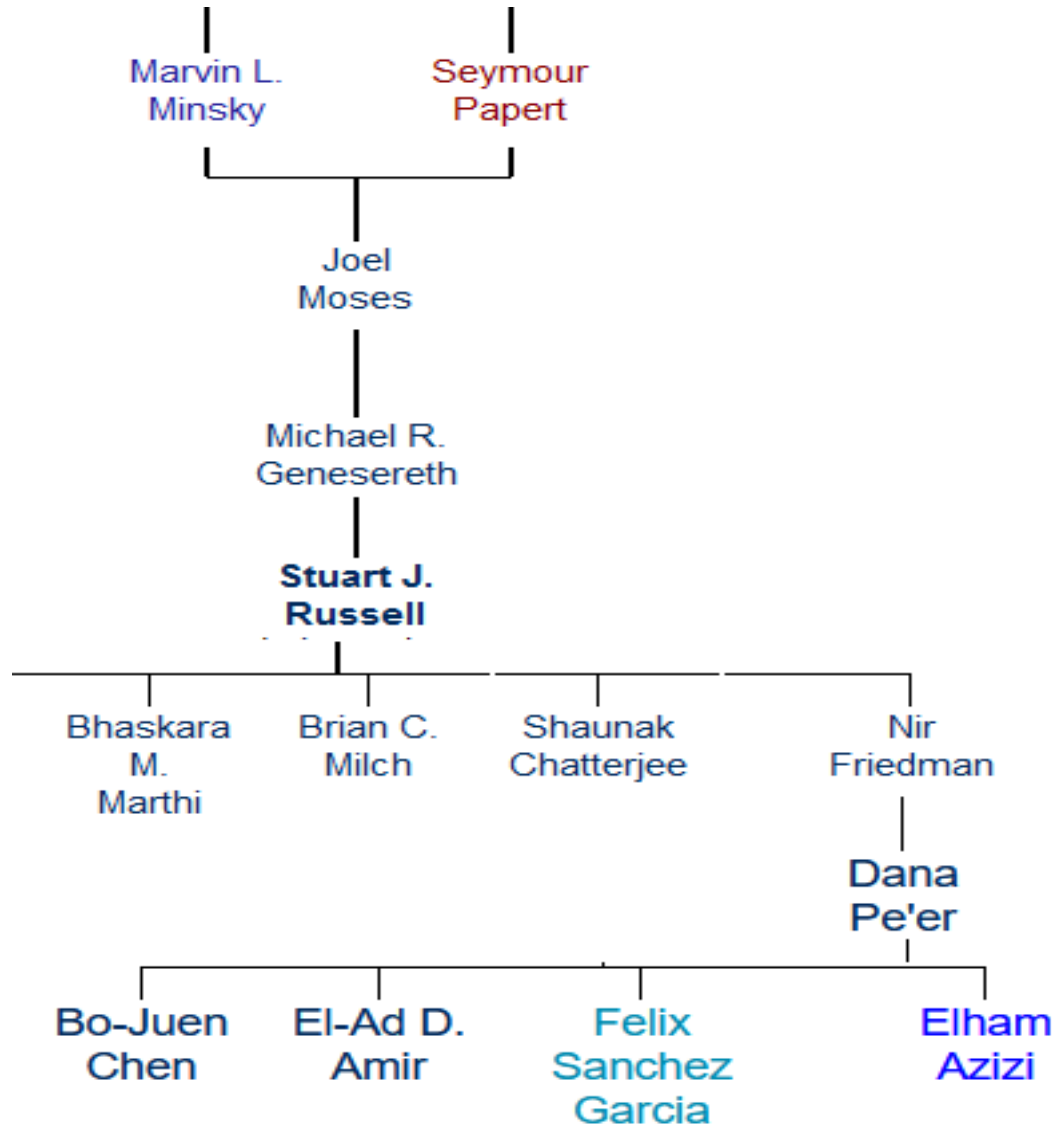 Marvin L.
Minsky
Seymour
Papert
Joel
Moses
Michael R.
Genesereth
Stuart J.
Russell
Bhaskara
M.
Marthi
Brian C.
Milch
Shaunak
Chatterjee
Nir
Friedman
Dana
Pe'er
Bo-Juen
Chen
El-Ad D.
Amir
Felix
Sanchez
Garcia
Elham
Azizi